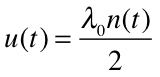 u(t) = λ₀n(t)/2